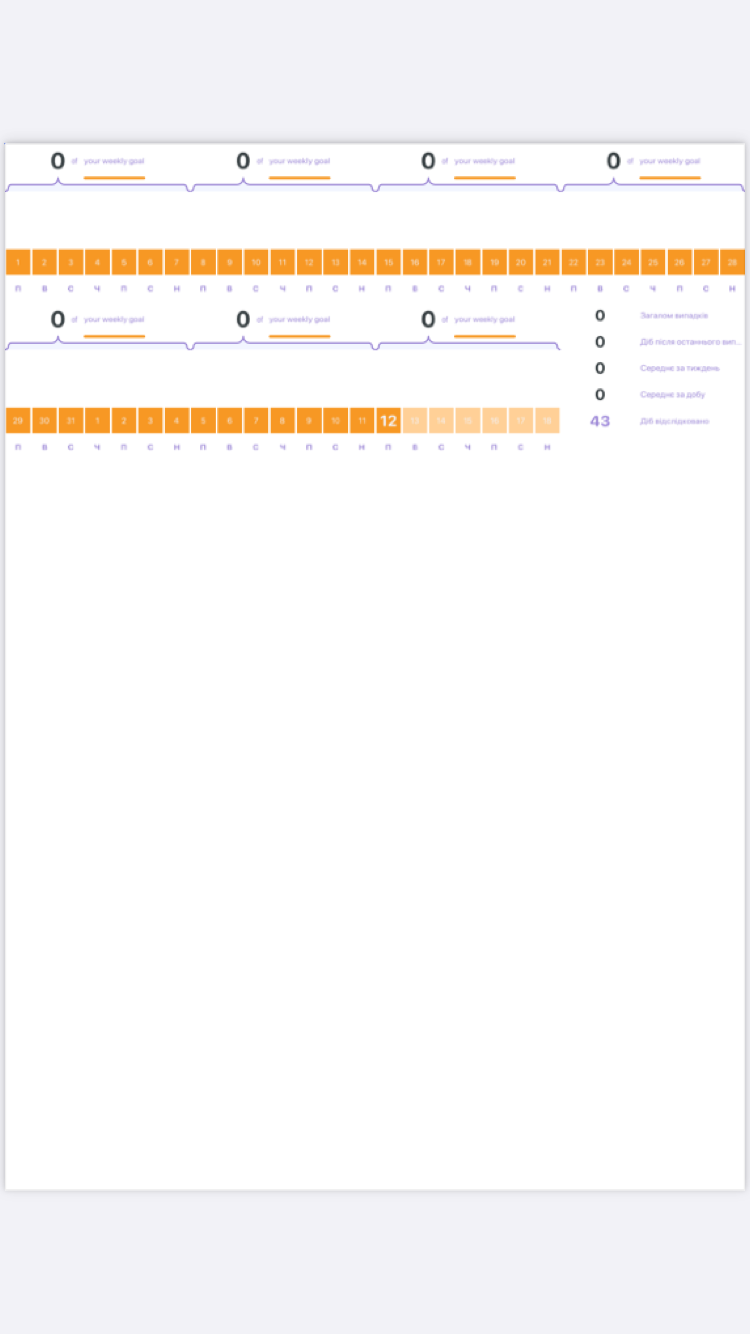 0 of your weekly goal 0 of your weekly goal 0 of your weekly goal 0 of your weekly goal
1 2 3 4 5 6 7 8 9 10 11 12 13 14 15 16 17 18 19 20 21 22 23 24 25 26 27 28
П В С Ч П С Н П В С Ч П С Н П В С Ч П С Н П В С Ч П С Н
0 of your weekly goal 0 of your weekly goal 0 of your weekly goal
0 Загалом випадків
0 Діб після останнього вип...
0 Середнє за тиждень
0 Середнє за добу
29 30 31 1 2 3 4 5 6 7 8 9 10 11 12 13 14 15 16 17 18
43 Діб відслідковано
П В С Ч П С Н П В С Ч П С Н П В С Ч П С Н